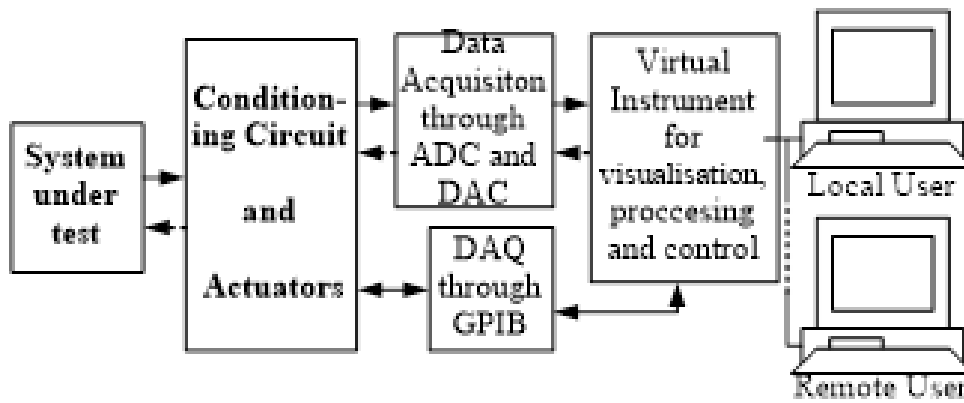 System
under
test
Condition-
ing Circuit
and
Actuators
Data
Acquisiton
through
ADC and
DAC
DAQ
through
GPIB
Virtual
Instrument
for
visualisation,
proccesing
and control
Local User
Remote User